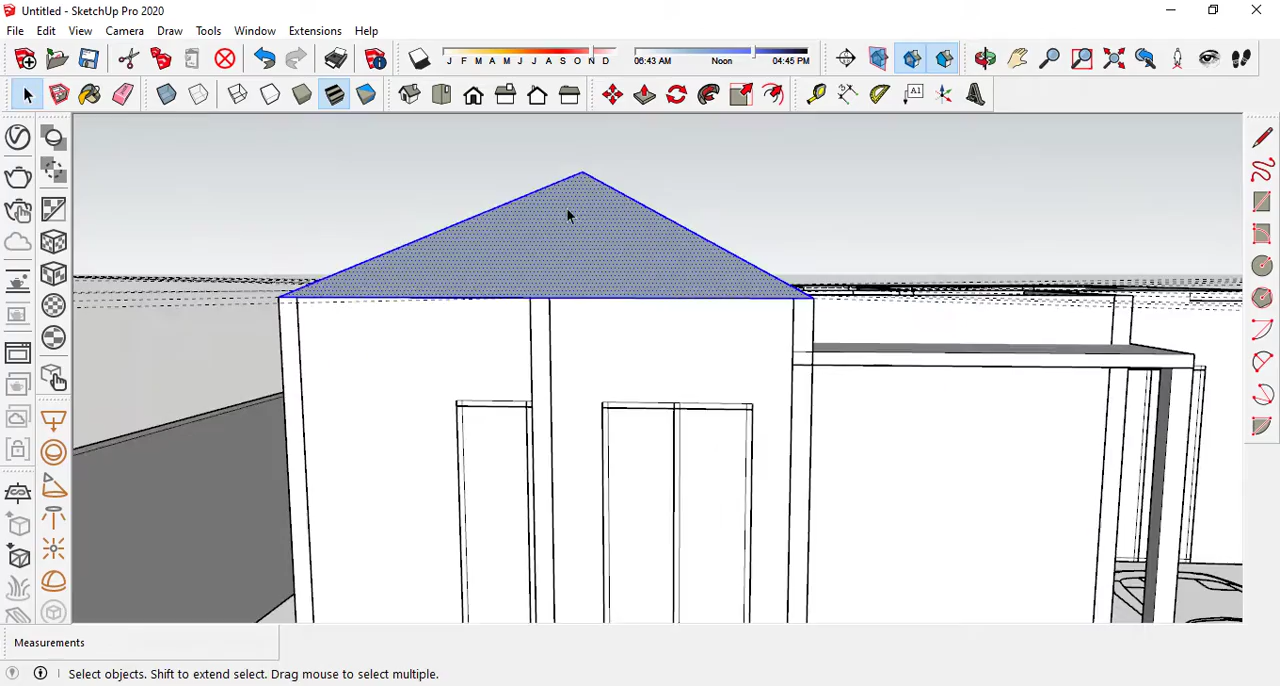 Untitled - SketchUp Pro 2020
File Edit View Camera Draw Tools Window Extensions Help
J F M A M J J A S O N D 06:43 AM Noon 04:45 PM
A1
Measurements
Select objects. Shift to extend select. Drag mouse to select multiple.